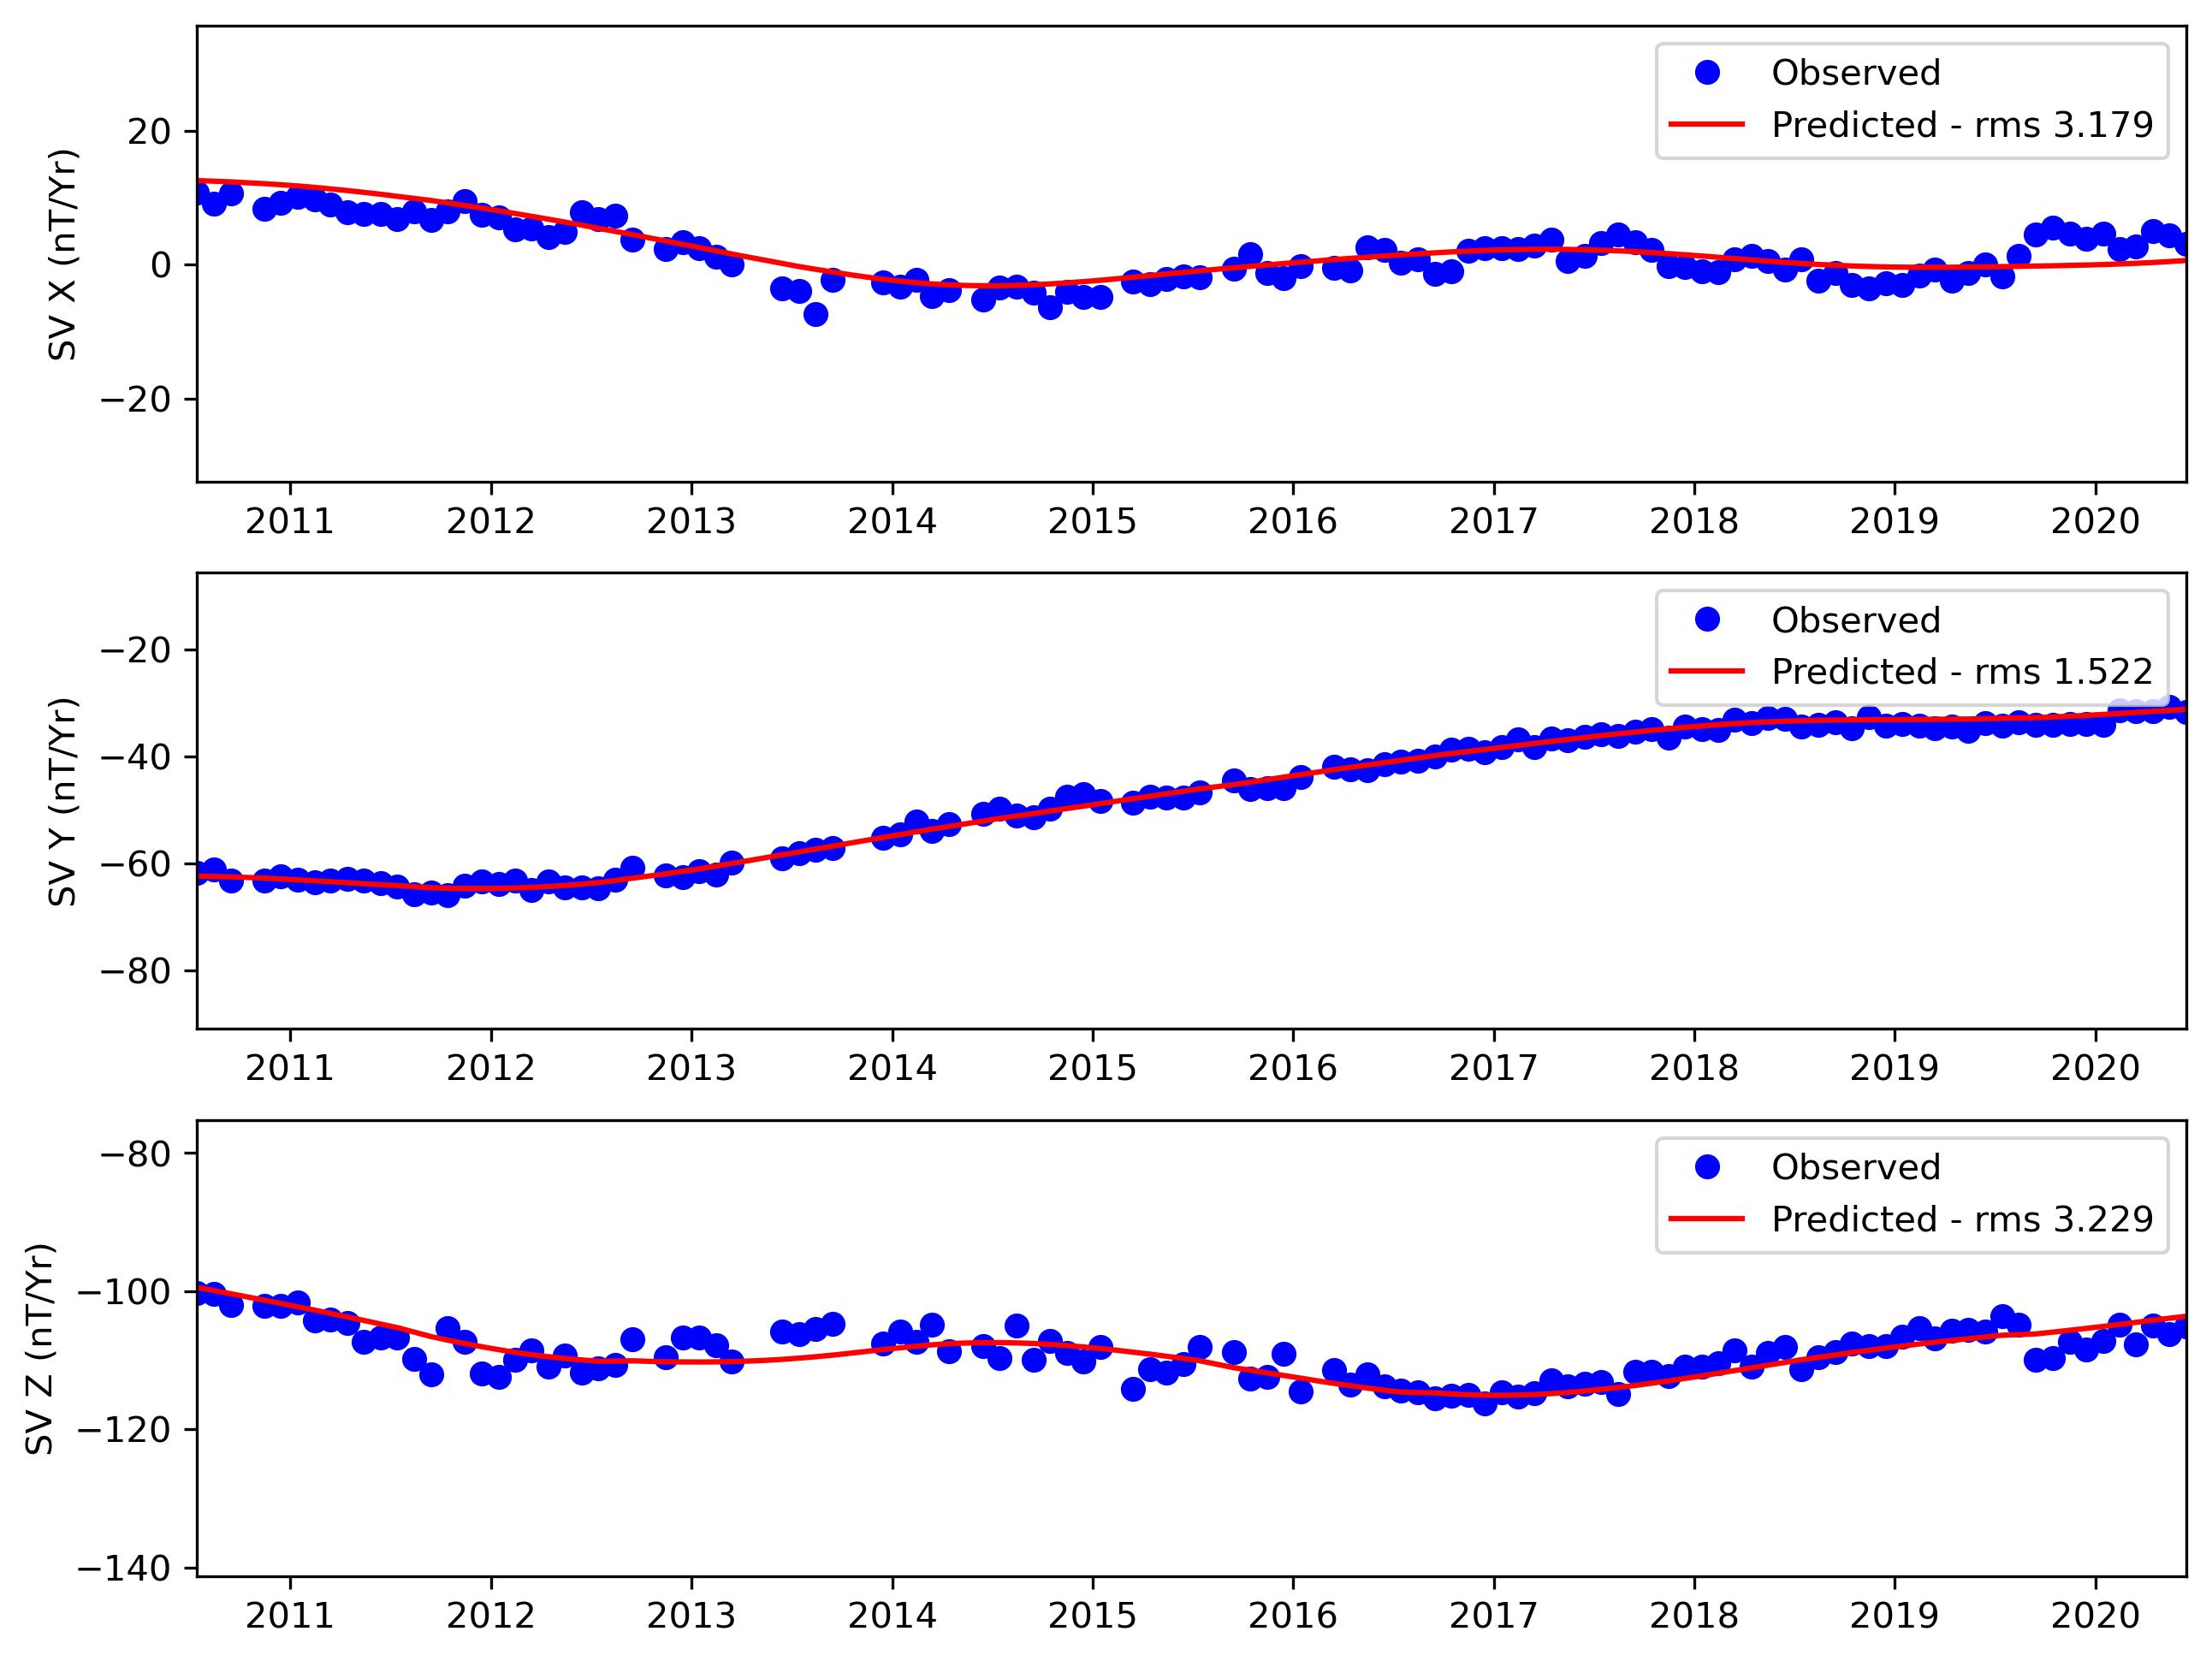 SV X (nT/Yr)
20
0
−20
Observed
Predicted - rms 3.179
2011 2012 2013 2014 2015 2016 2017 2018 2019 2020
SV Y (nT/Yr)
−20
−40
−60
−80
Observed
Predicted - rms 1.522
2011 2012 2013 2014 2015 2016 2017 2018 2019 2020
SV Z (nT/Yr)
−80
−100
−120
−140
Observed
Predicted - rms 3.229
2011 2012 2013 2014 2015 2016 2017 2018 2019 2020